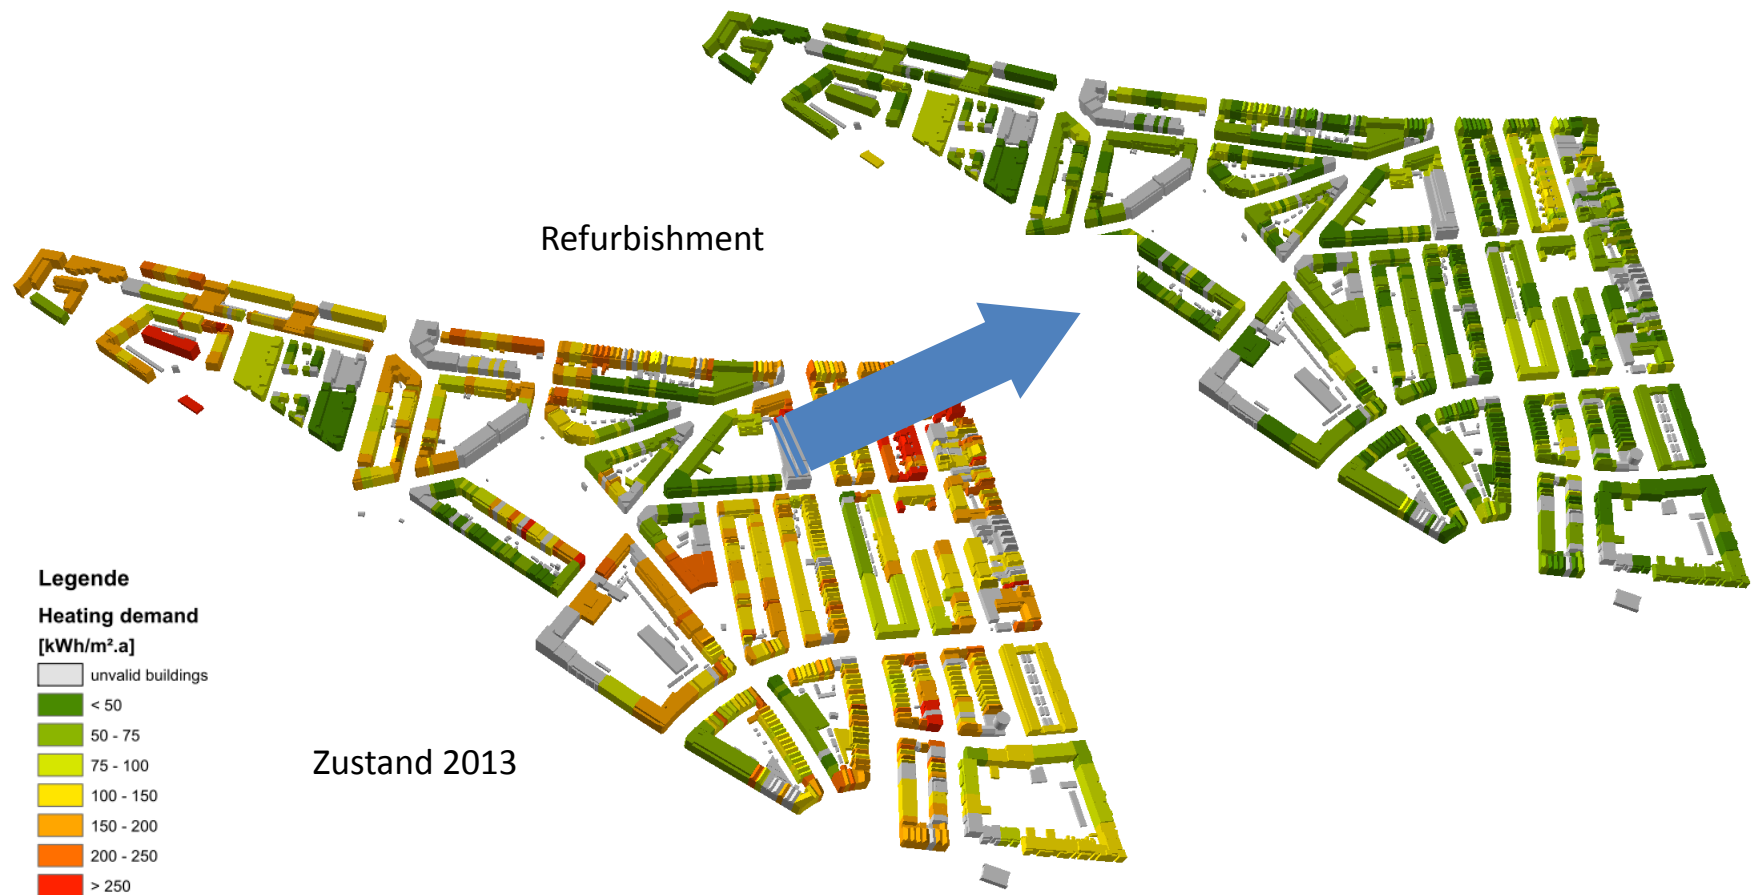 Refurbishment
Zustand 2013
Legende
Heating demand
[kWh/m².a]
unvalid buildings
< 50
50 - 75
75 - 100
100 - 150
150 - 200
200 - 250
> 250